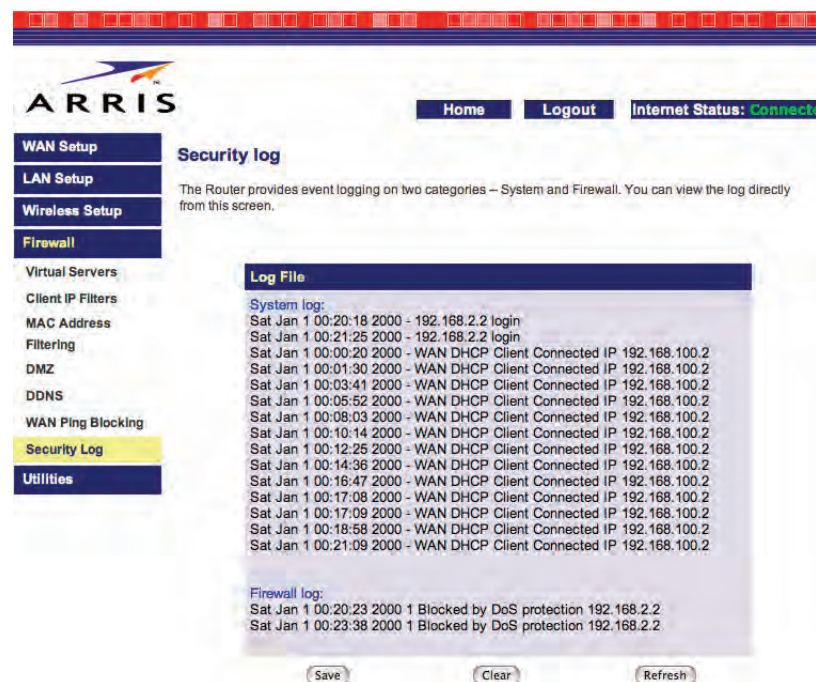 ARRIS
Home Logout Internet Status: Connecte
WAN Setup
LAN Setup
Wireless Setup
Firewall
Virtual Servers
Client IP Filters
MAC Address
Filtering
DMZ
DDNS
WAN Ping Blocking
Security Log
Utilities
Security log
The Router provides event logging on two categories – System and Firewall. You can view the log directly
from this screen.
Log File
System log:
Sat Jan 1 00:20:18 2000 - 192.168.2.2 login
Sat Jan 1 00:21:25 2000 - 192.168.2.2 login
Sat Jan 1 00:00:20 2000 - WAN DHCP Client Connected IP 192.168.100.2
Sat Jan 1 00:01:30 2000 - WAN DHCP Client Connected IP 192.168.100.2
Sat Jan 1 00:03:41 2000 - WAN DHCP Client Connected IP 192.168.100.2
Sat Jan 1 00:05:52 2000 - WAN DHCP Client Connected IP 192.168.100.2
Sat Jan 1 00:08:03 2000 - WAN DHCP Client Connected IP 192.168.100.2
Sat Jan 1 00:10:14 2000 - WAN DHCP Client Connected IP 192.168.100.2
Sat Jan 1 00:12:25 2000 - WAN DHCP Client Connected IP 192.168.100.2
Sat Jan 1 00:14:36 2000 - WAN DHCP Client Connected IP 192.168.100.2
Sat Jan 1 00:16:47 2000 - WAN DHCP Client Connected IP 192.168.100.2
Sat Jan 1 00:17:08 2000 - WAN DHCP Client Connected IP 192.168.100.2
Sat Jan 1 00:17:09 2000 - WAN DHCP Client Connected IP 192.168.100.2
Sat Jan 1 00:18:58 2000 - WAN DHCP Client Connected IP 192.168.100.2
Sat Jan 1 00:21:09 2000 - WAN DHCP Client Connected IP 192.168.100.2
Firewall log:
Sat Jan 1 00:20:23 2000 1 Blocked by DoS protection 192.168.2.2
Sat Jan 1 00:23:38 2000 1 Blocked by DoS protection 192.168.2.2
Save Clear Refresh